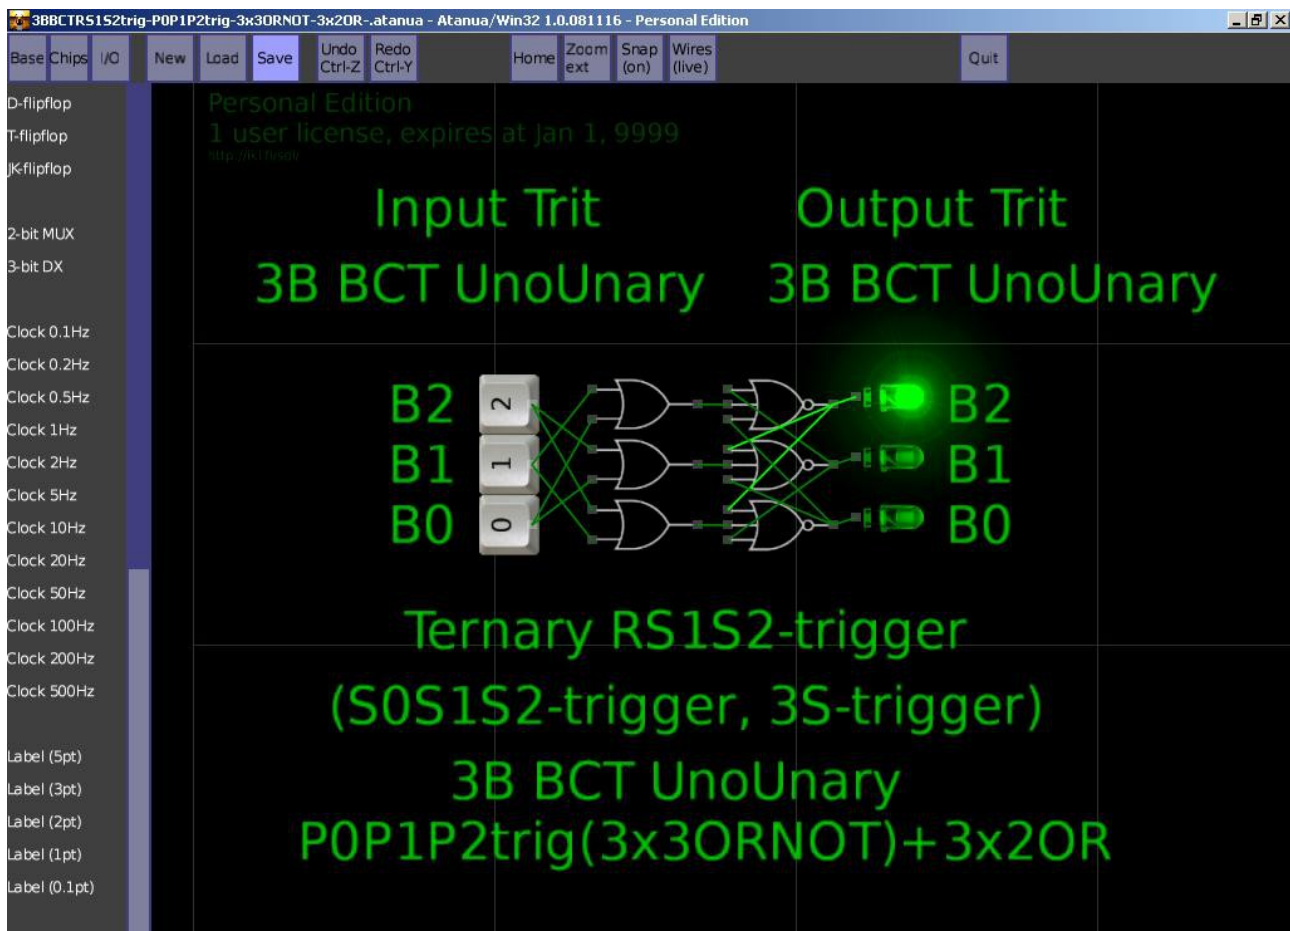 3BBCTRS1S2trig-P0P1P2trig-3x3ORNOT-3x2OR-.atanua - Atanua/Win32 1.0.081116 - Personal Edition
Base Chips I/O New Load Save Undo Ctrl-Z Redo Ctrl-Y Home Zoom ext Snap (on) Wires (live) Quit
D-flipflop
T-flipflop
JK-flipflop
2-bit MUX
3-bit DX
Clock 0.1Hz
Clock 0.2Hz
Clock 0.5Hz
Clock 1Hz
Clock 2Hz
Clock 5Hz
Clock 10Hz
Clock 20Hz
Clock 50Hz
Clock 100Hz
Clock 200Hz
Clock 500Hz
Label (5pt)
Label (3pt)
Label (2pt)
Label (1pt)
Label (0.1pt)
Personal Edition
1 user license, expires at Jan 1, 9999
http://iki.fi/sol/
Input Trit Output Trit
3B BCT UnoUnary 3B BCT UnoUnary
B2 2 B2
B1 1 B1
B0 0 B0
Ternary RS1S2-trigger
(S0S1S2-trigger, 3S-trigger)
3B BCT UnoUnary
P0P1P2trig(3x3ORNOT)+3x2OR